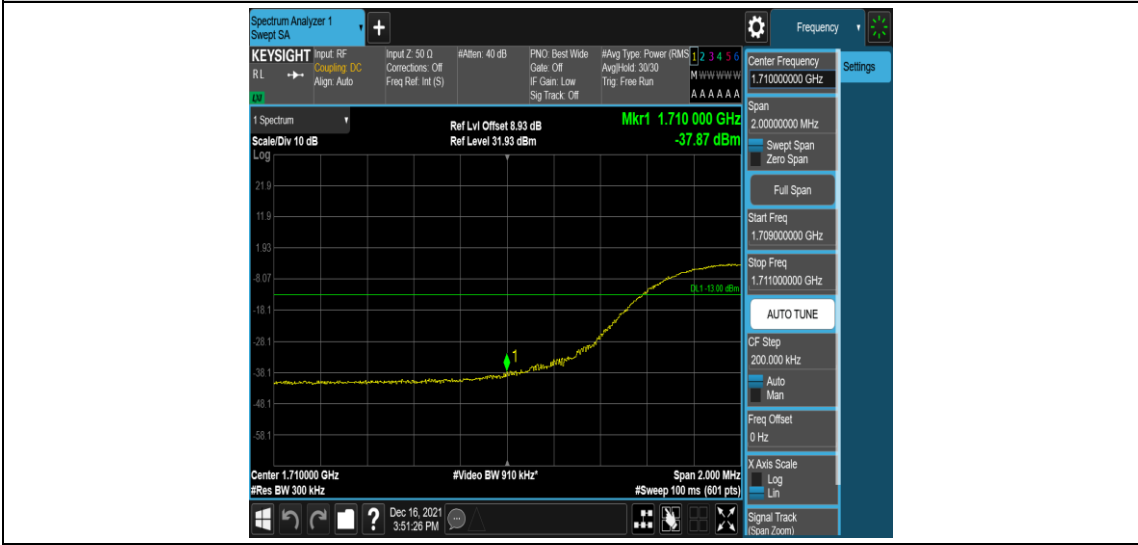 Spectrum Analyzer 1
Swept SA
+
Frequency
KEYSIGHT
RL
LM
Input: RF
Coupling: DC
Align: Auto
Input Z: 50 Ω
Corrections: Off
Freq Ref: Int (S)
#Atten: 40 dB
PNO: Best Wide
Gate: Off
IF Gain: Low
Sig Track: Off
#Avg Type: Power (RMS
Avg|Hold: 30/30
Trig: Free Run
1 2 3 4 5 6
M W W W W W
A A A A A A
1 Spectrum
Scale/Div 10 dB
Log
Ref Lvl Offset 8.93 dB
Ref Level 31.93 dBm
Mkr1 1.710 000 GHz
-37.87 dBm
21.9
11.9
1.93
-8.07
DL1 -13.00 dBm
-18.1
-28.1
1
-38.1
-48.1
-58.1
Center 1.710000 GHz
#Res BW 300 kHz
#Video BW 910 kHz*
Span 2.000 MHz
#Sweep 100 ms (601 pts)
Dec 16, 2021
3:51:26 PM
?
Center Frequency
1.710000000 GHz
Settings
Span
2.00000000 MHz
Swept Span
Zero Span
Full Span
Start Freq
1.709000000 GHz
Stop Freq
1.711000000 GHz
AUTO TUNE
CF Step
200.000 kHz
Auto
Man
Freq Offset
0 Hz
X Axis Scale
Log
Lin
Signal Track
(Span Zoom)